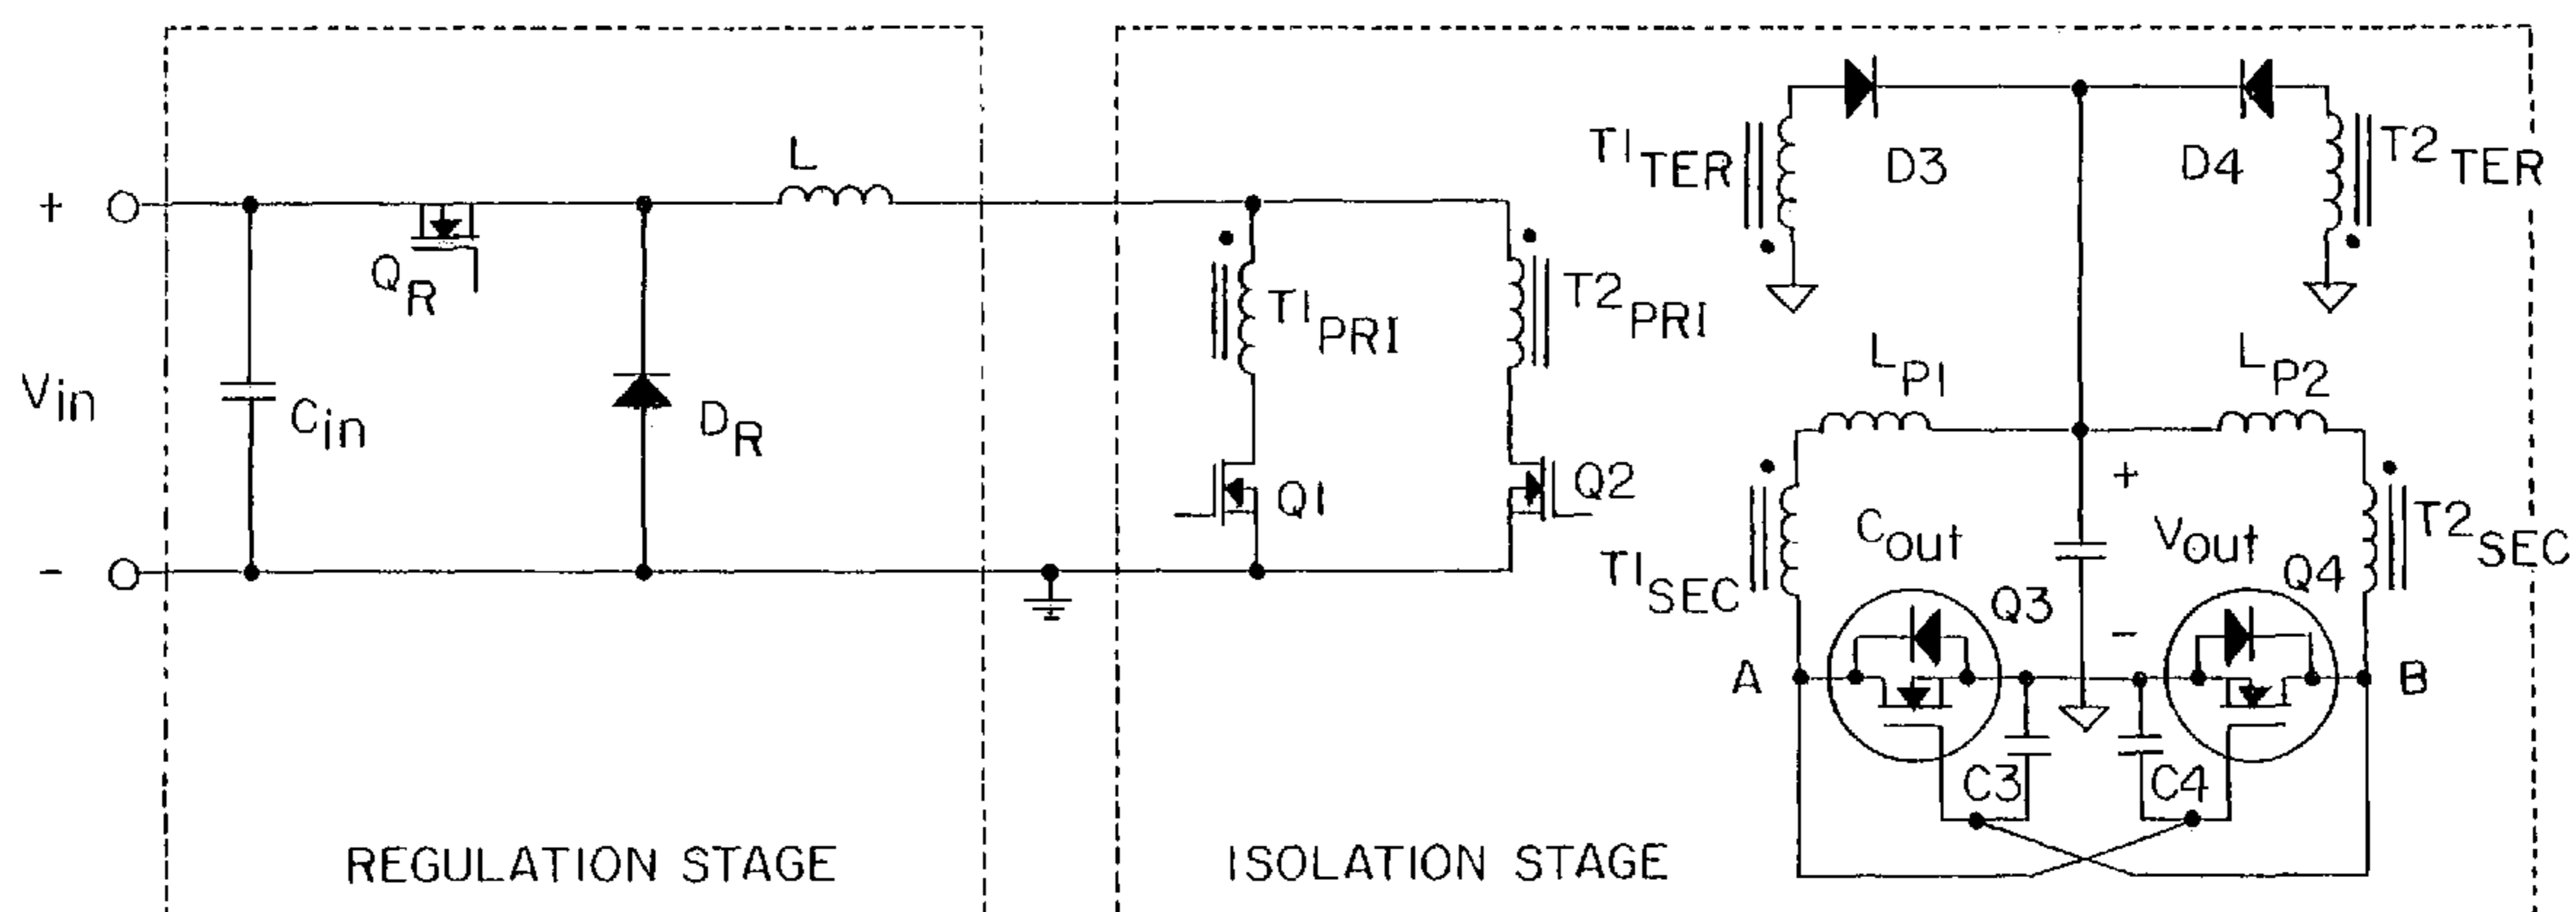 L
T1TER
D3
D4
T2TER
+
QR
T1PRI
T2PRI
Vin
Cin
DR
LP1
LP2
+
Q1
Q2
Cout
Vout
T1SEC
T2SEC
-
Q3
Q4
-
A
B
C3
C4
REGULATION STAGE
ISOLATION STAGE